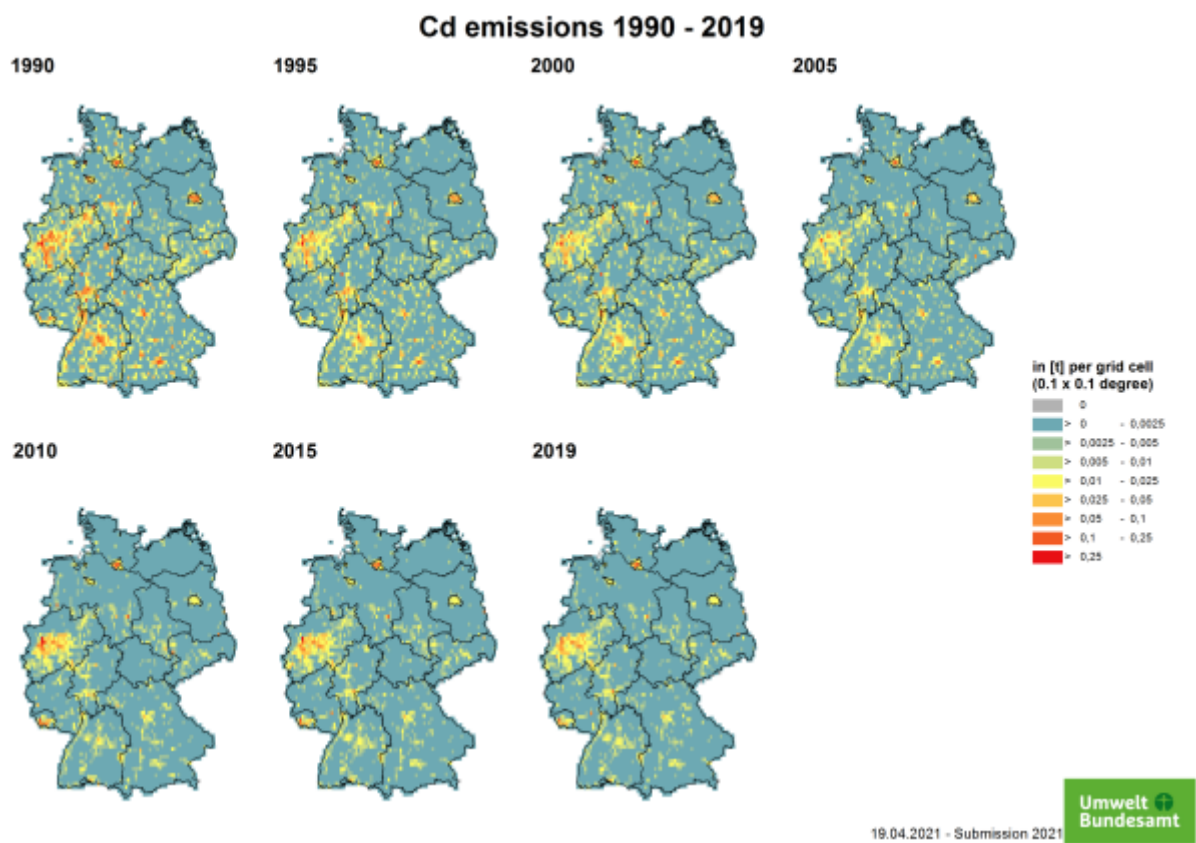 Cd emissions 1990 - 2019
1990
1995
2000
2005
2010
2015
2019
in [t] per grid cell
(0.1 x 0.1 degree)
0
> 0 - 0,0025
> 0,0025 - 0,005
> 0,005 - 0,01
> 0,01 - 0,025
> 0,025 - 0,05
> 0,05 - 0,1
> 0,1 - 0,25
> 0,25
19.04.2021 - Submission 2021
Umwelt
Bundesamt